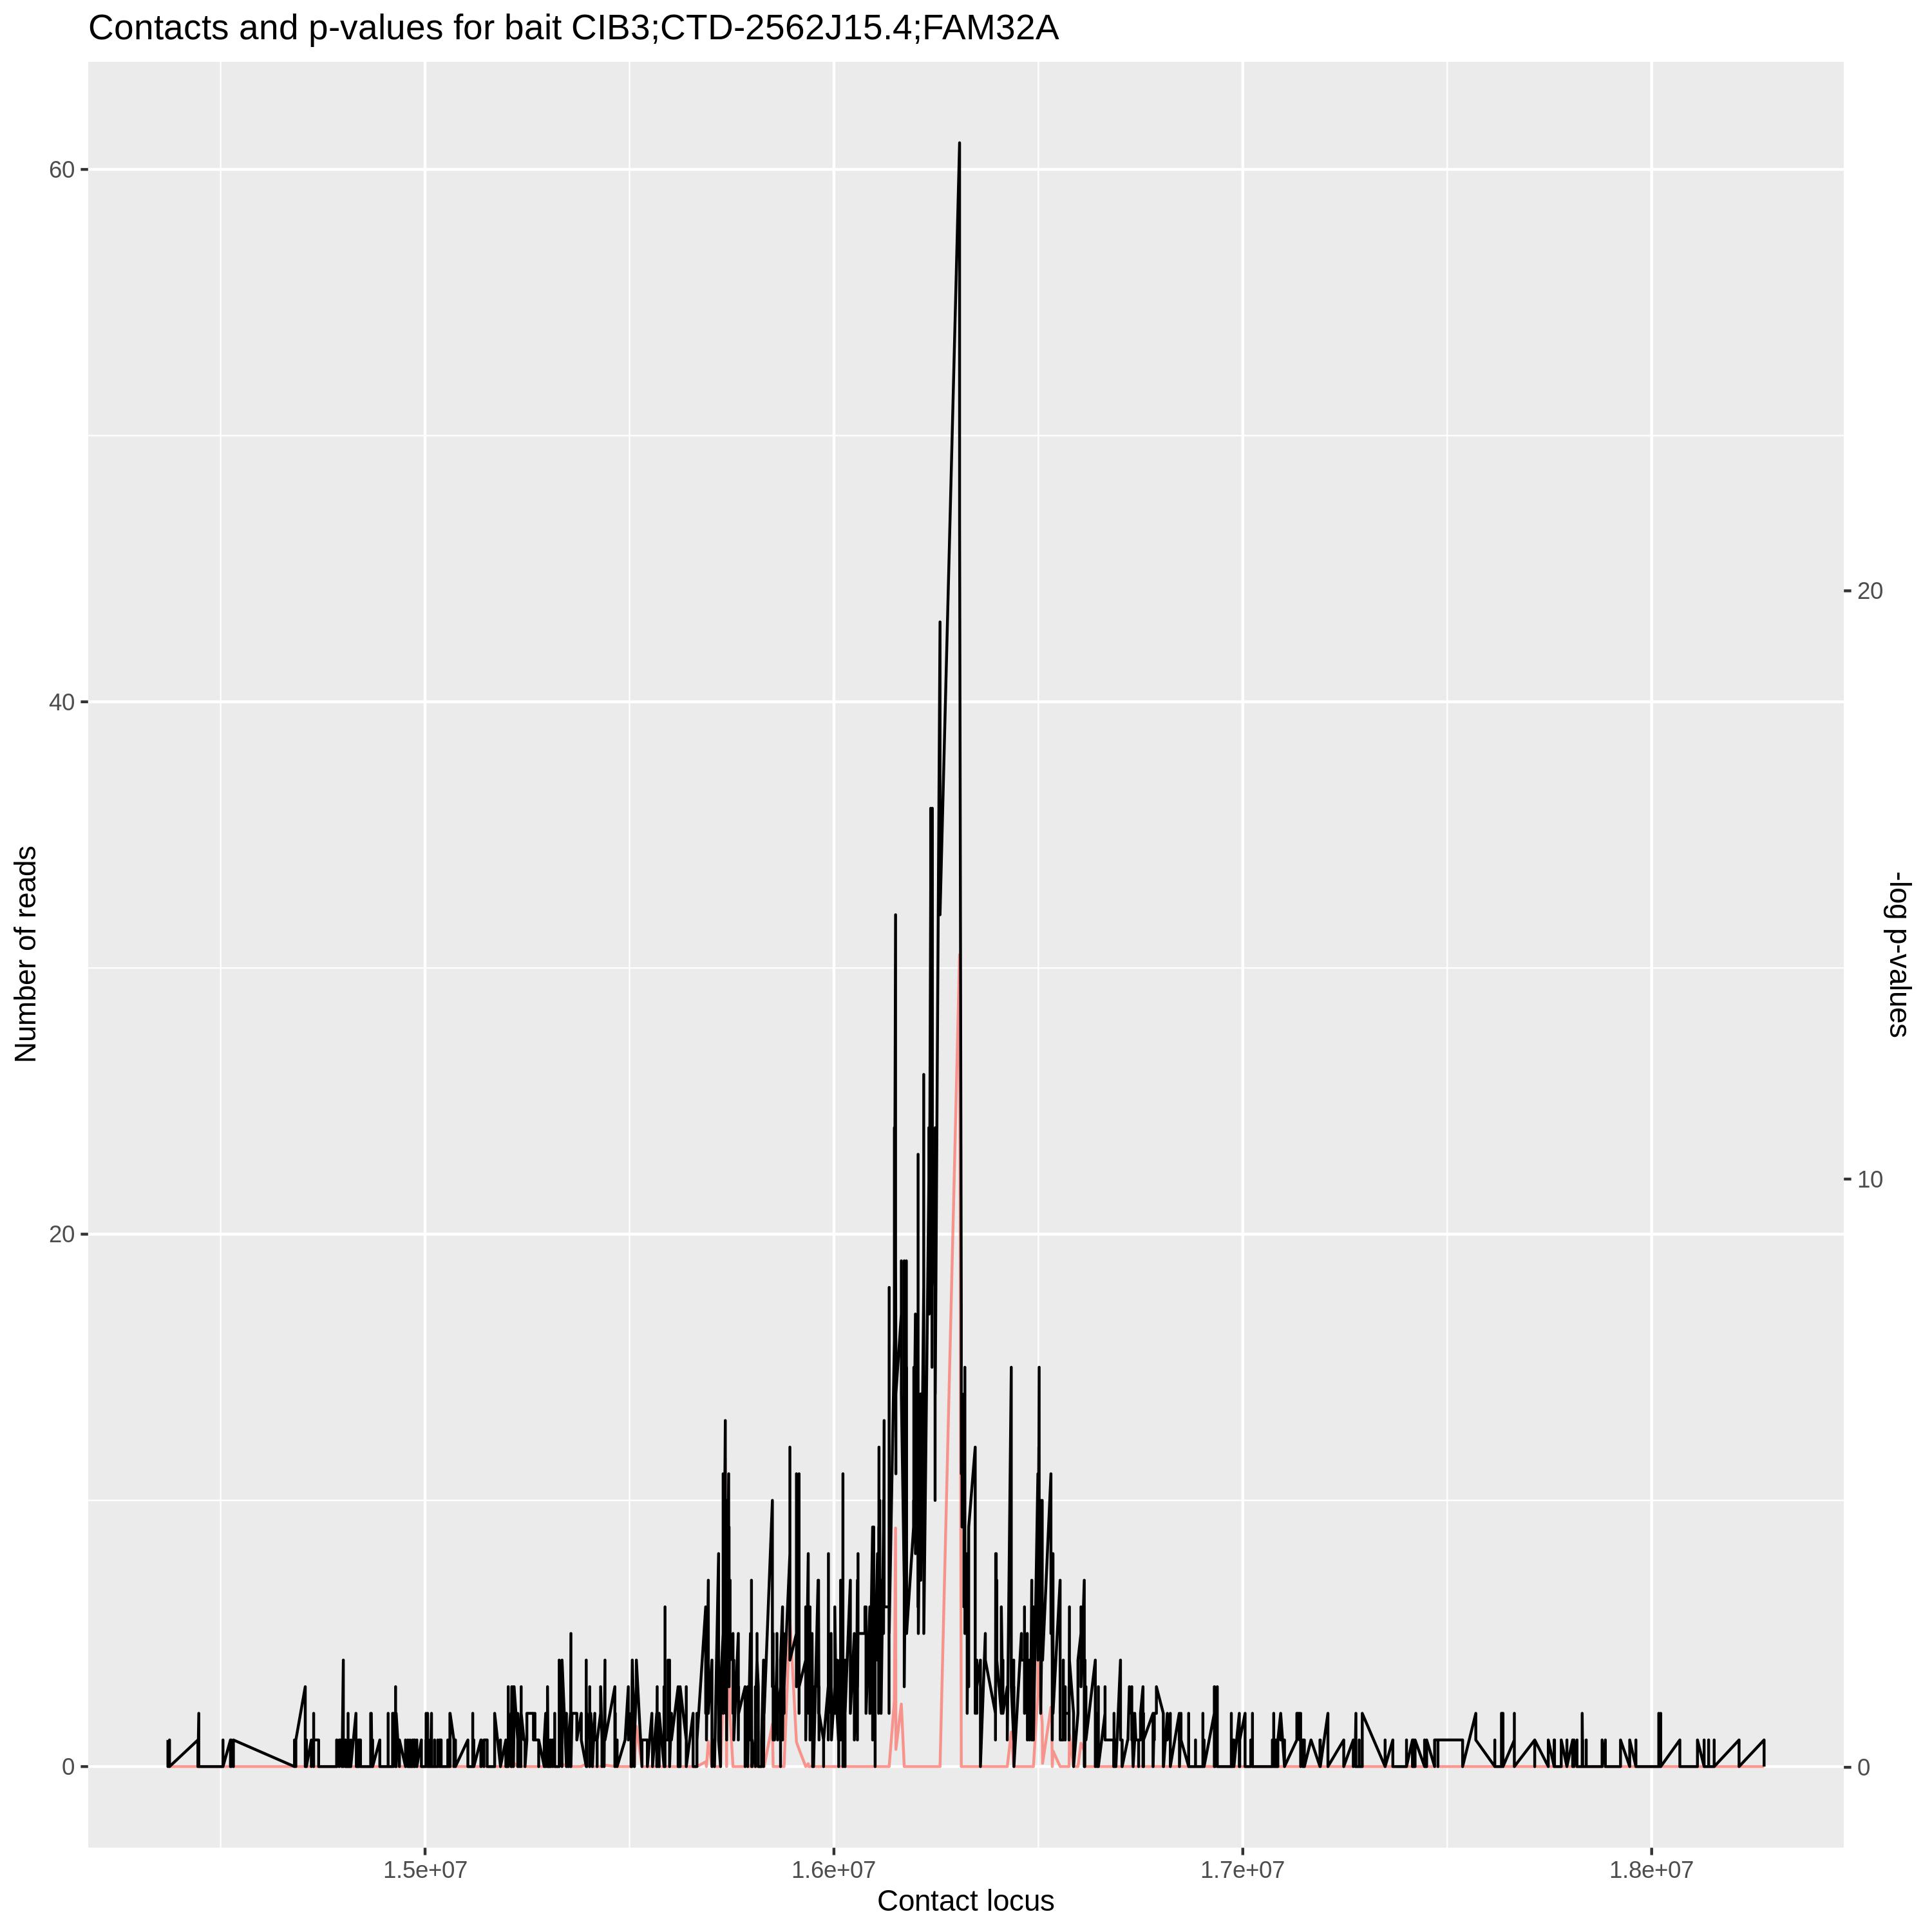 Contacts and p-values for bait CIB3;CTD-2562J15.4;FAM32A
60
40
20
0
Number of reads
20
10
0
-log p-values
1.5e+07
1.6e+07
1.7e+07
1.8e+07
Contact locus